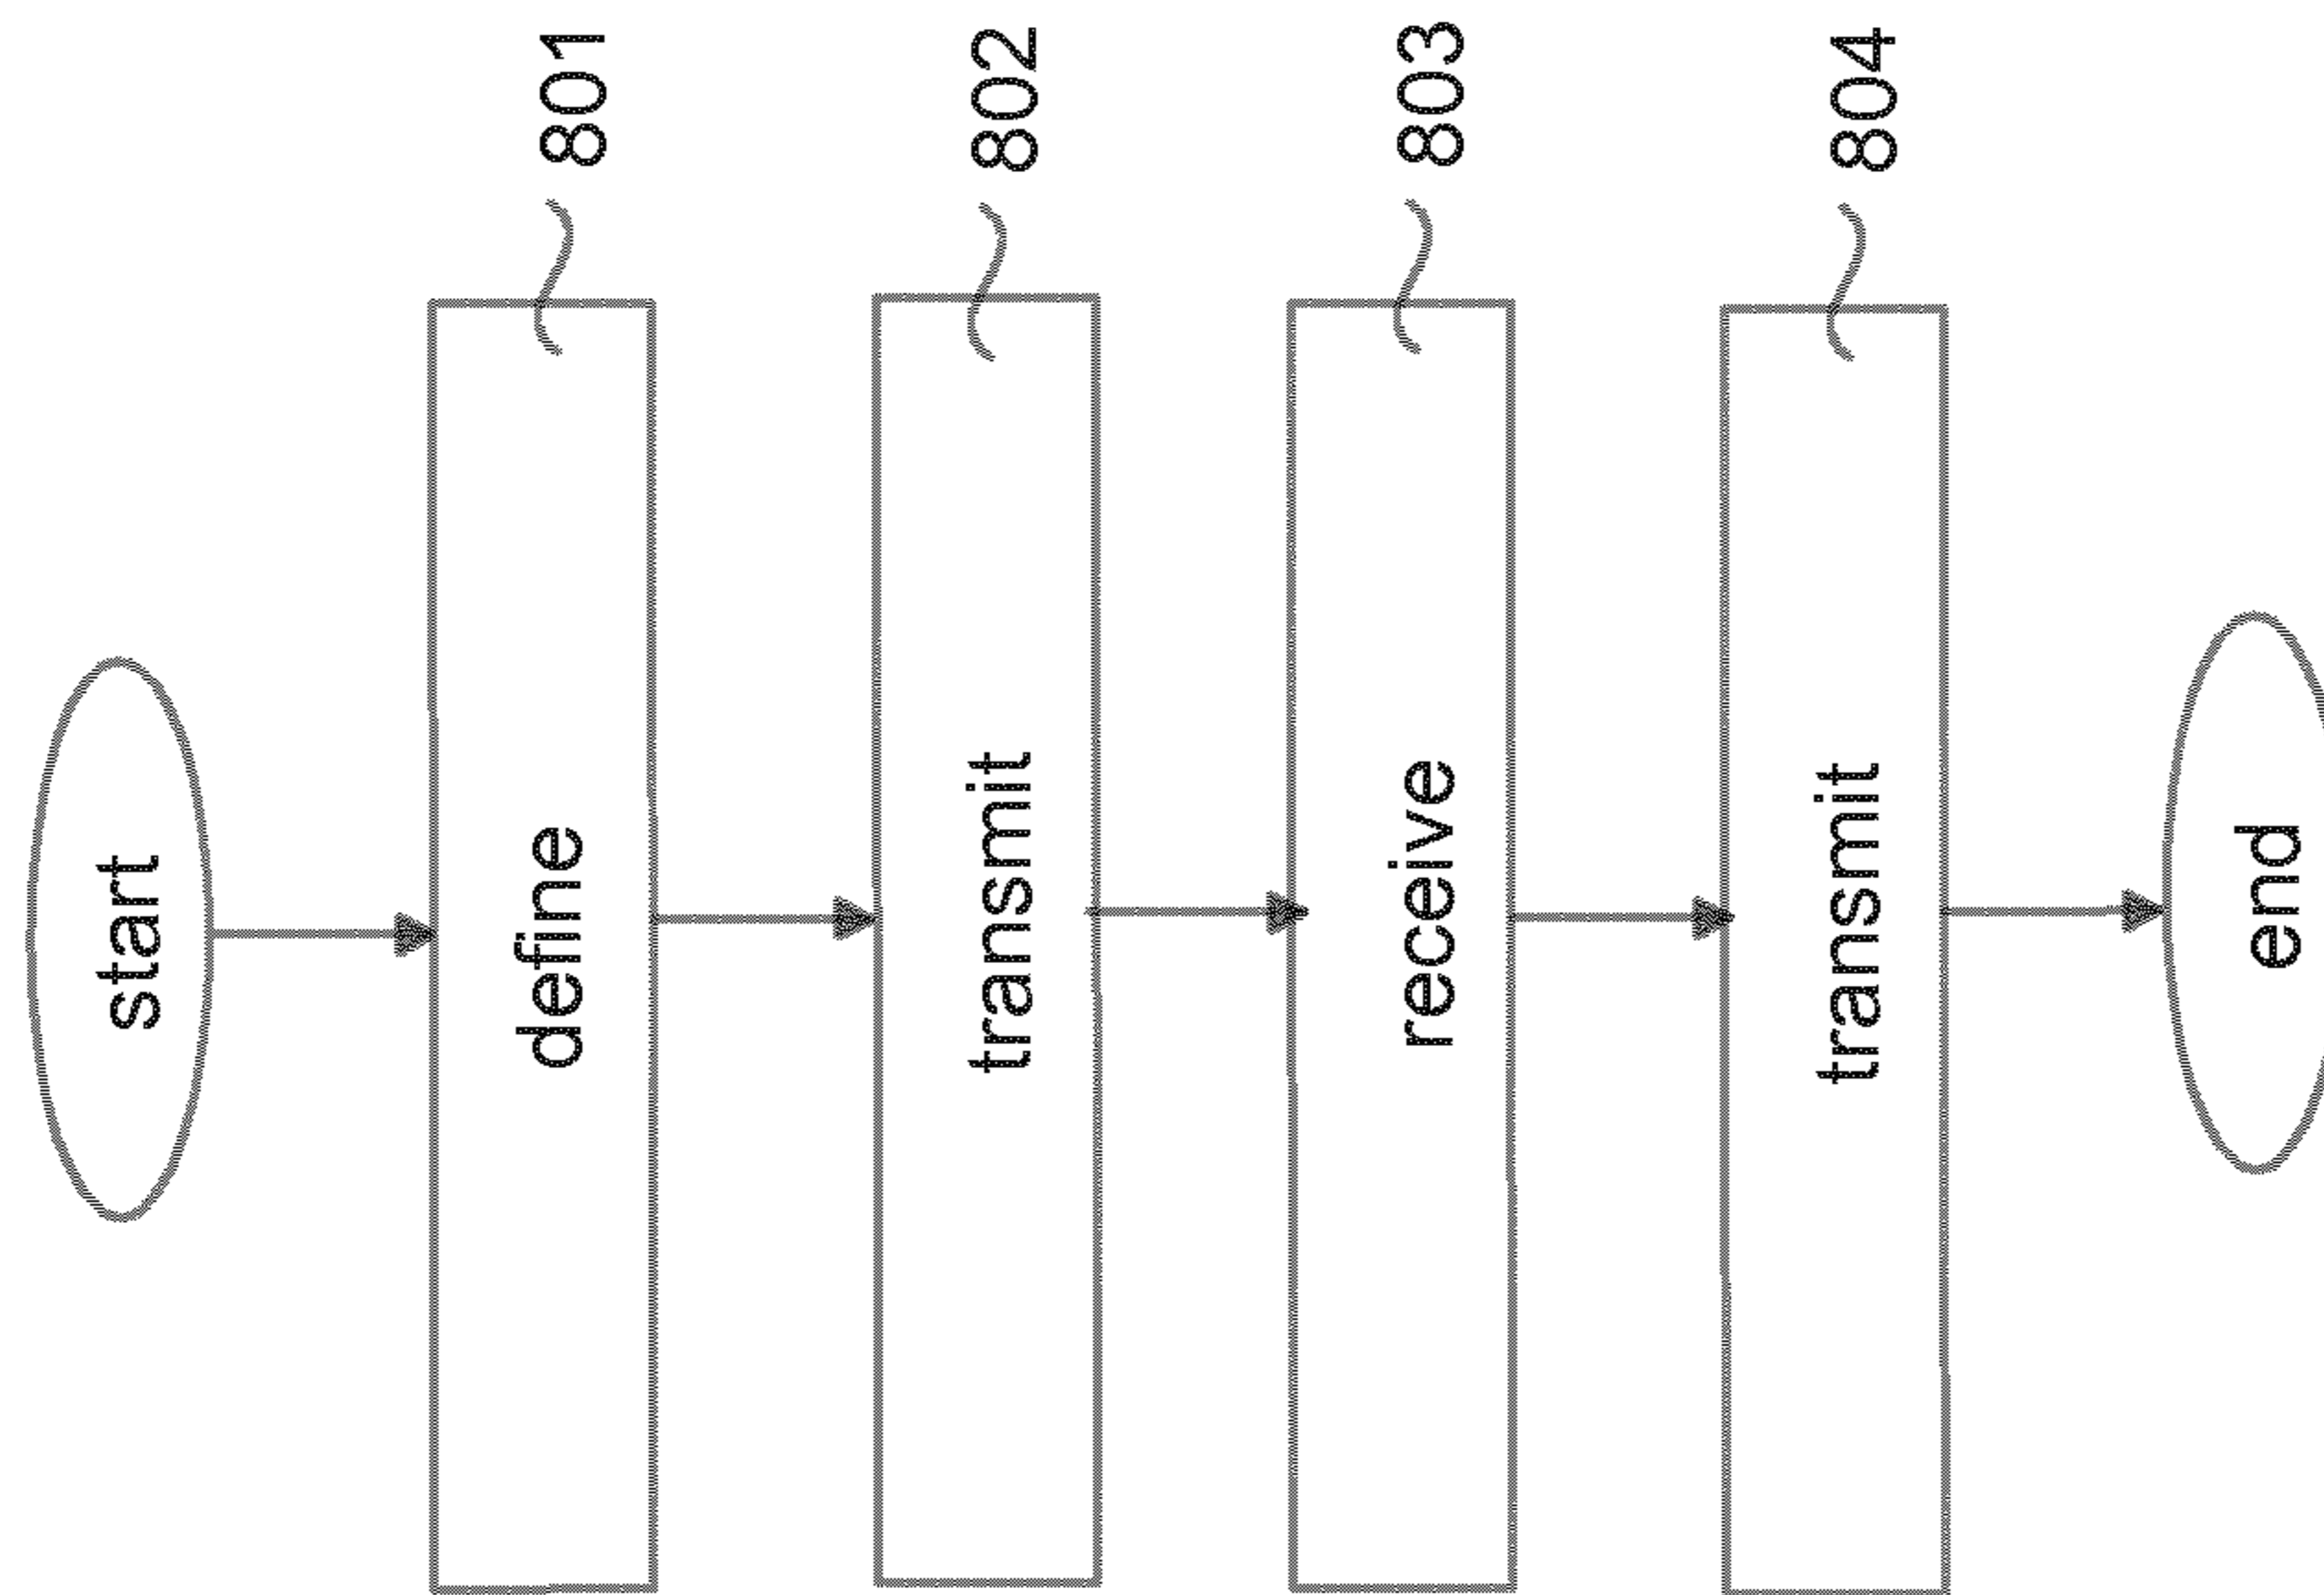 start
define
801
transmit
802
receive
803
transmit
804
end